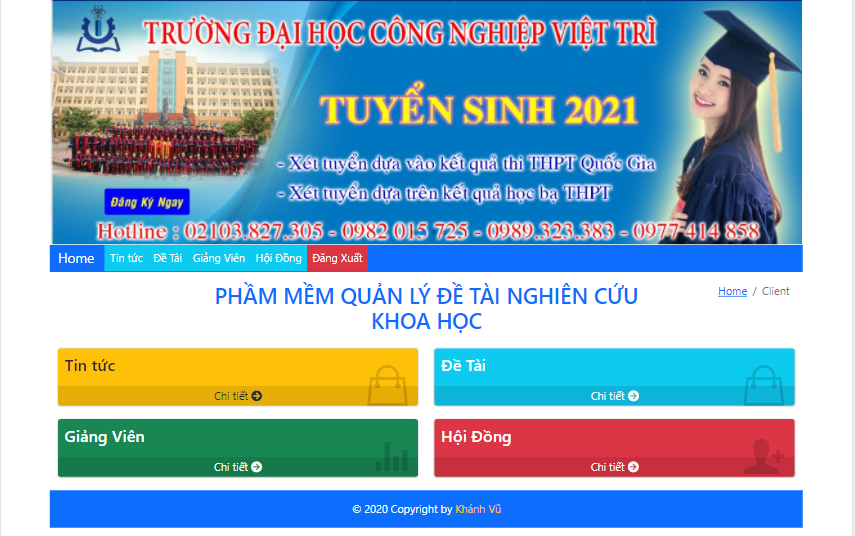 TRƯỜNG ĐẠI HỌC CÔNG NGHIỆP VIỆT TRÌ
TUYỂN SINH 2021
- Xét tuyển dựa vào kết quả thi THPT Quốc Gia
- Xét tuyển dựa trên kết quả học bạ THPT
Đăng Ký Ngay
Hotline : 02103.827.305 - 0982 015 725 - 0989.323.383 - 0977 414 858
Home Tin tức Đề Tài Giảng Viên Hội Đồng Đăng Xuất
Home / Client
PHẦM MỀM QUẢN LÝ ĐỀ TÀI NGHIÊN CỨU
KHOA HỌC
Tin tức
Chi tiết
Đề Tài
Chi tiết
Giảng Viên
Chi tiết
Hội Đồng
Chi tiết
© 2020 Copyright by Khánh Vũ